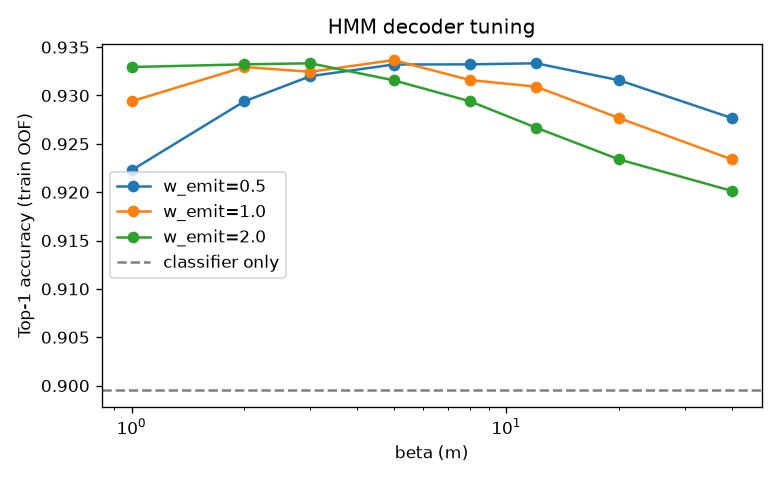 HMM decoder tuning
Top-1 accuracy (train OOF)
0.935
0.930
0.925
0.920
0.915
0.910
0.905
0.900
w_emit=0.5
w_emit=1.0
w_emit=2.0
classifier only
10⁰
10¹
beta (m)